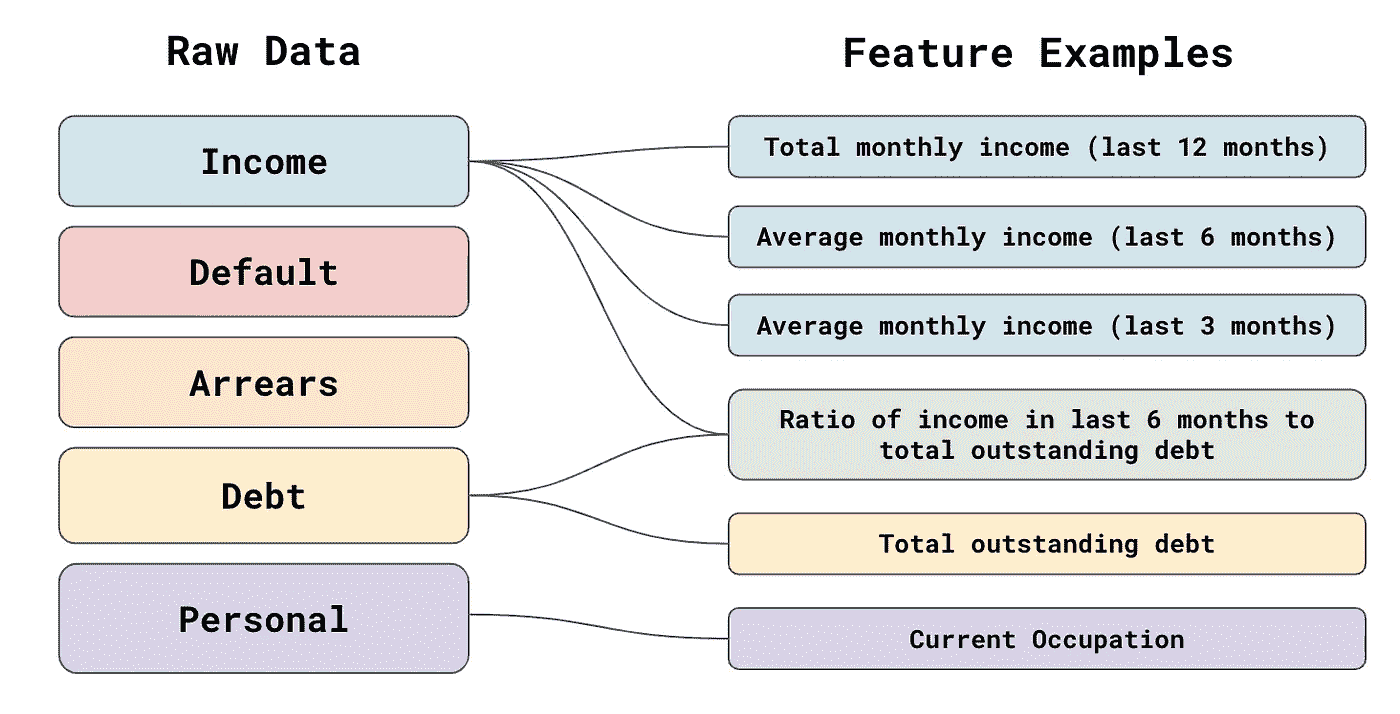 Raw Data
Feature Examples
Income
Default
Arrears
Debt
Personal
Total monthly income (last 12 months)
Average monthly income (last 6 months)
Average monthly income (last 3 months)
Ratio of income in last 6 months to
total outstanding debt
Total outstanding debt
Current Occupation